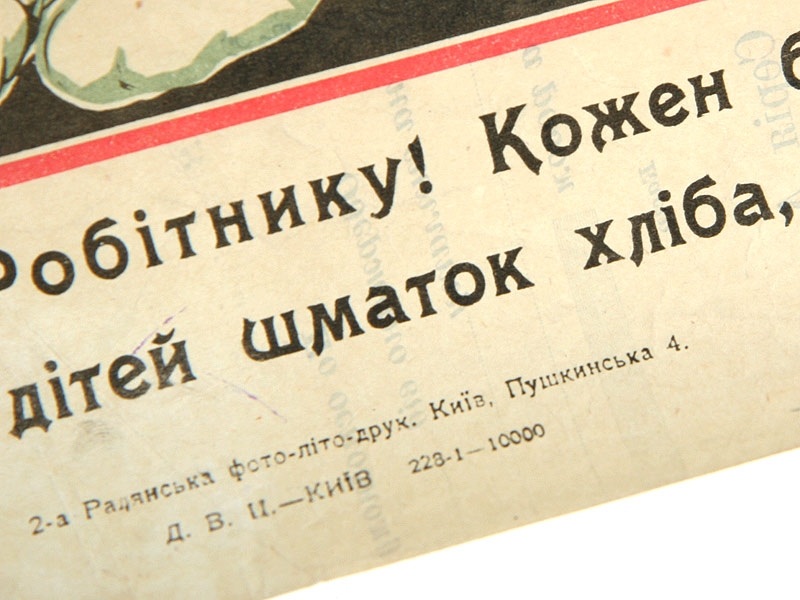 Робітнику! Кожен
дітей шматок хліба,
2-а Радянська фото-літо-друк. Київ, Пушкинська 4.
Д. В. Ц.—КИЇВ 228-1—10000